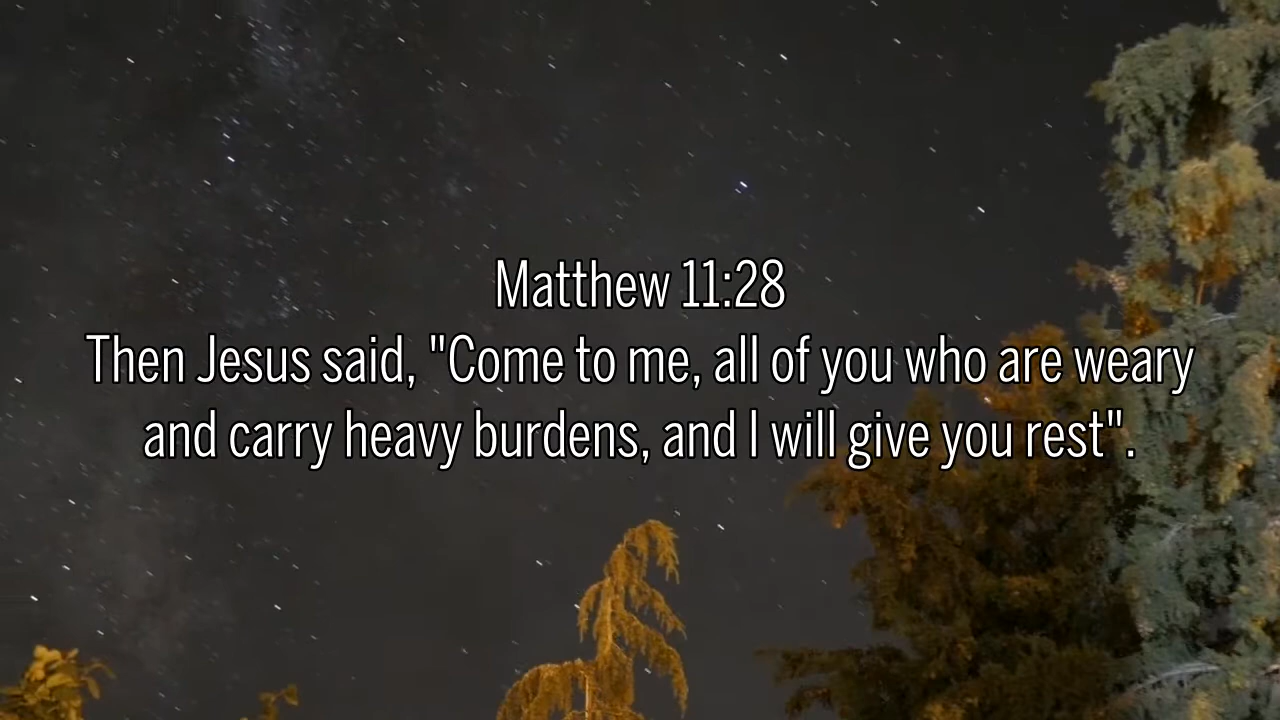 Matthew 11:28
Then Jesus said, "Come to me, all of you who are weary
and carry heavy burdens, and I will give you rest".